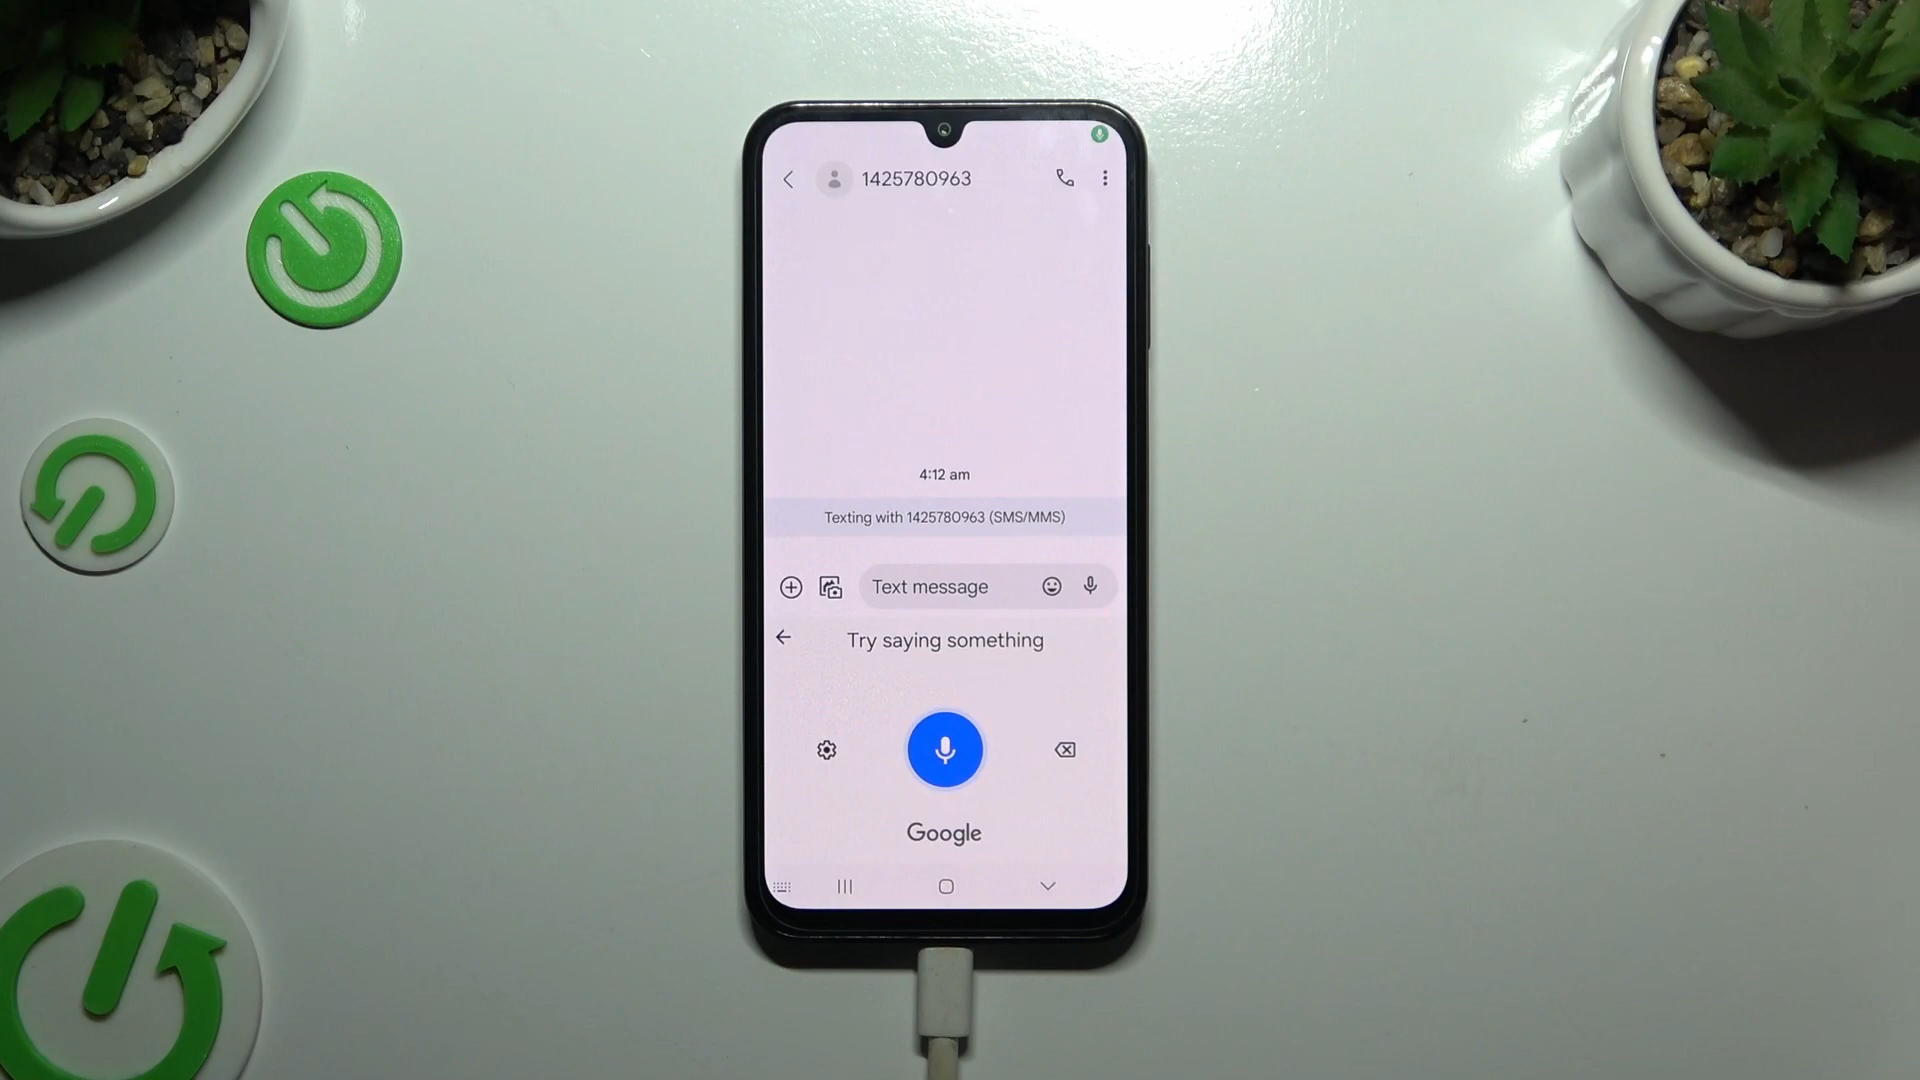 1425780963
4:12 am
Texting with 1425780963 (SMS/MMS)
Text message
Try saying something
Google